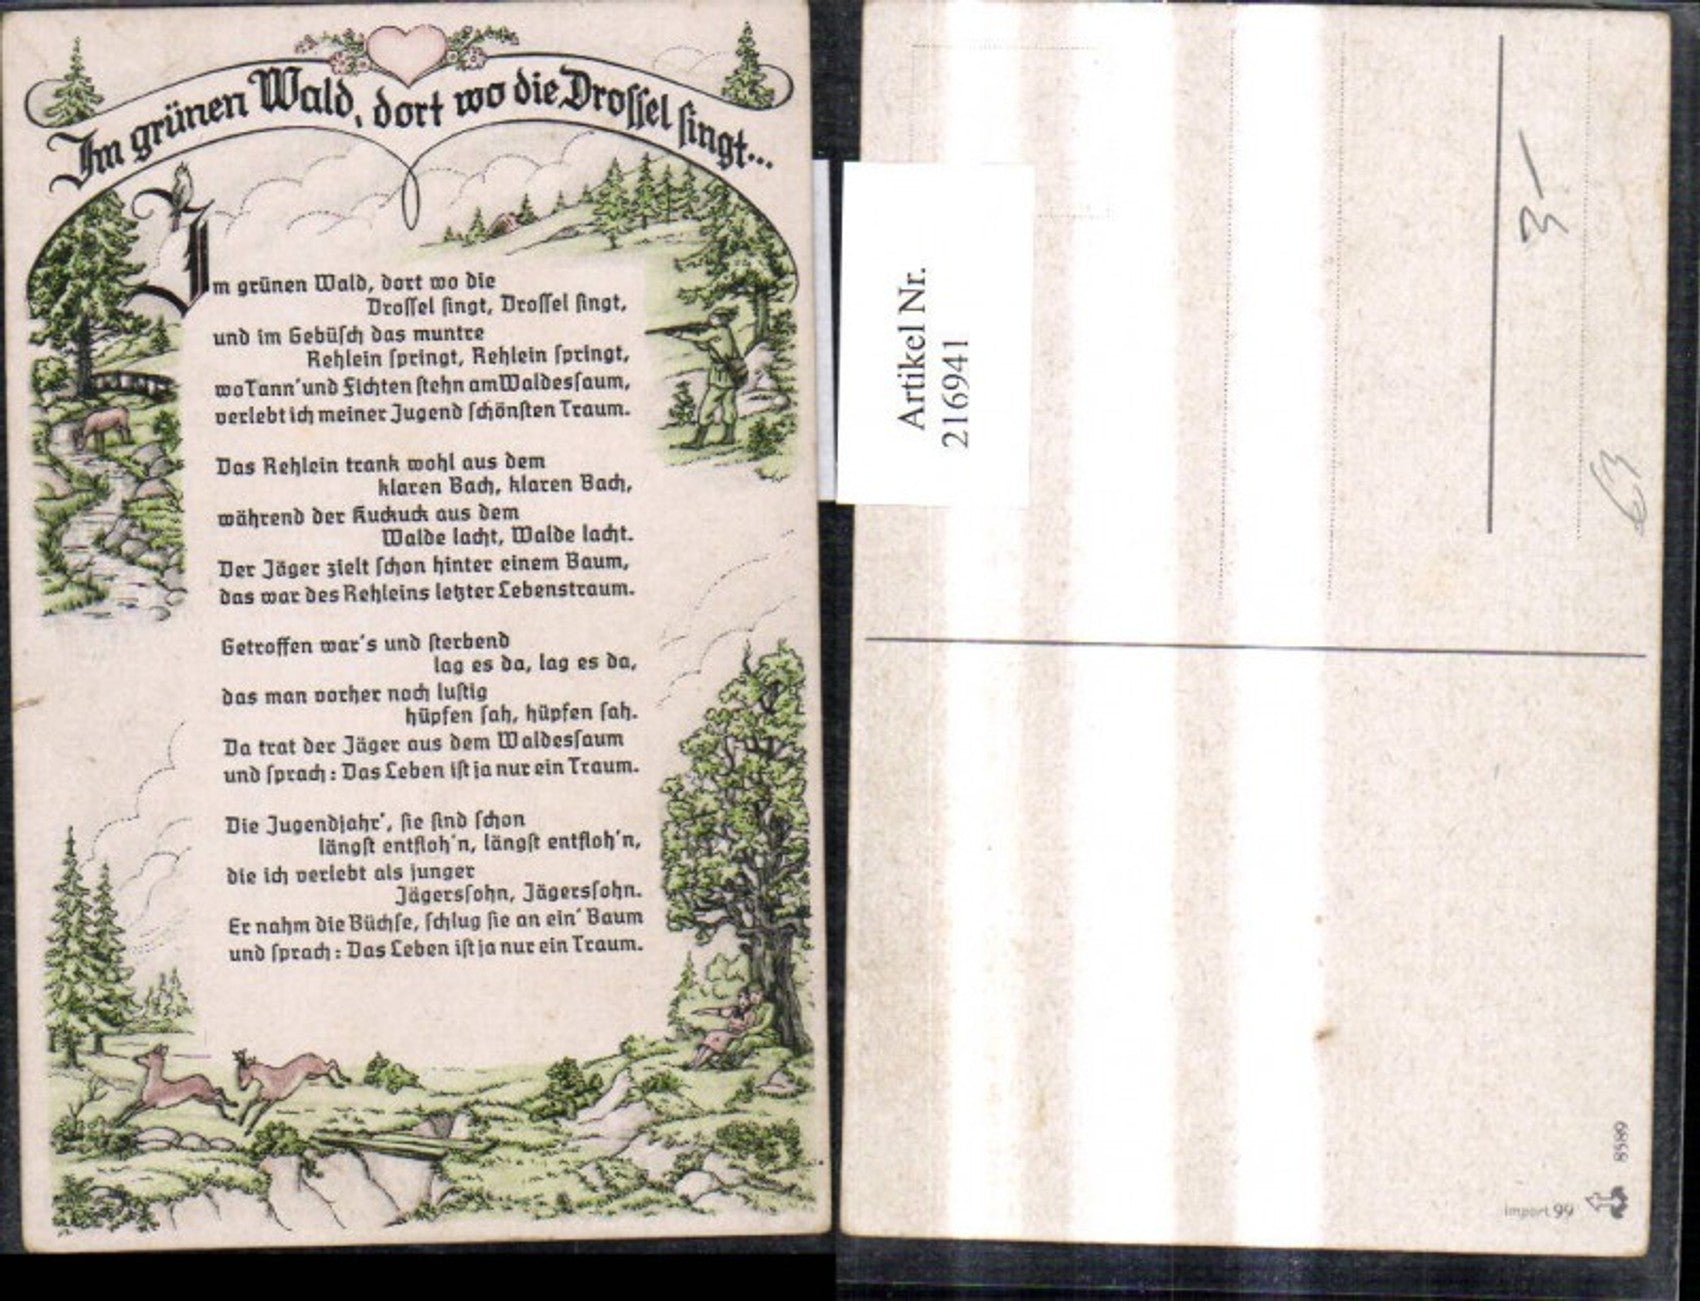 Im grünen Wald, dort wo die Drossel singt...
Im grünen Wald, dort wo die
Drossel singt, Drossel singt,
und im Gebüsch das muntre
Rehlein springt, Rehlein springt,
wo Tann' und Fichten stehn am Waldessaum,
verlebt ich meiner Jugend schönsten Traum.
Das Rehlein trank wohl aus dem
klaren Bach, klaren Bach,
während der Kuckuck aus dem
Walde lacht, Walde lacht.
Der Jäger zielt schon hinter einem Baum,
das war des Rehleins letzter Lebenstraum.
Getroffen war's und sterbend
lag es da, lag es da,
das man vorher noch lustig
hüpfen sah, hüpfen sah.
Da trat der Jäger aus dem Waldessaum
und sprach: Das Leben ist ja nur ein Traum.
Die Jugendjahr', sie sind schon
längst entfloh'n, längst entfloh'n,
die ich verlebt als junger
Jägerssohn, Jägerssohn.
Er nahm die Büchse, schlug sie an ein' Baum
und sprach: Das Leben ist ja nur ein Traum.
Artikel Nr.
216941
3-
63
8589
import 99